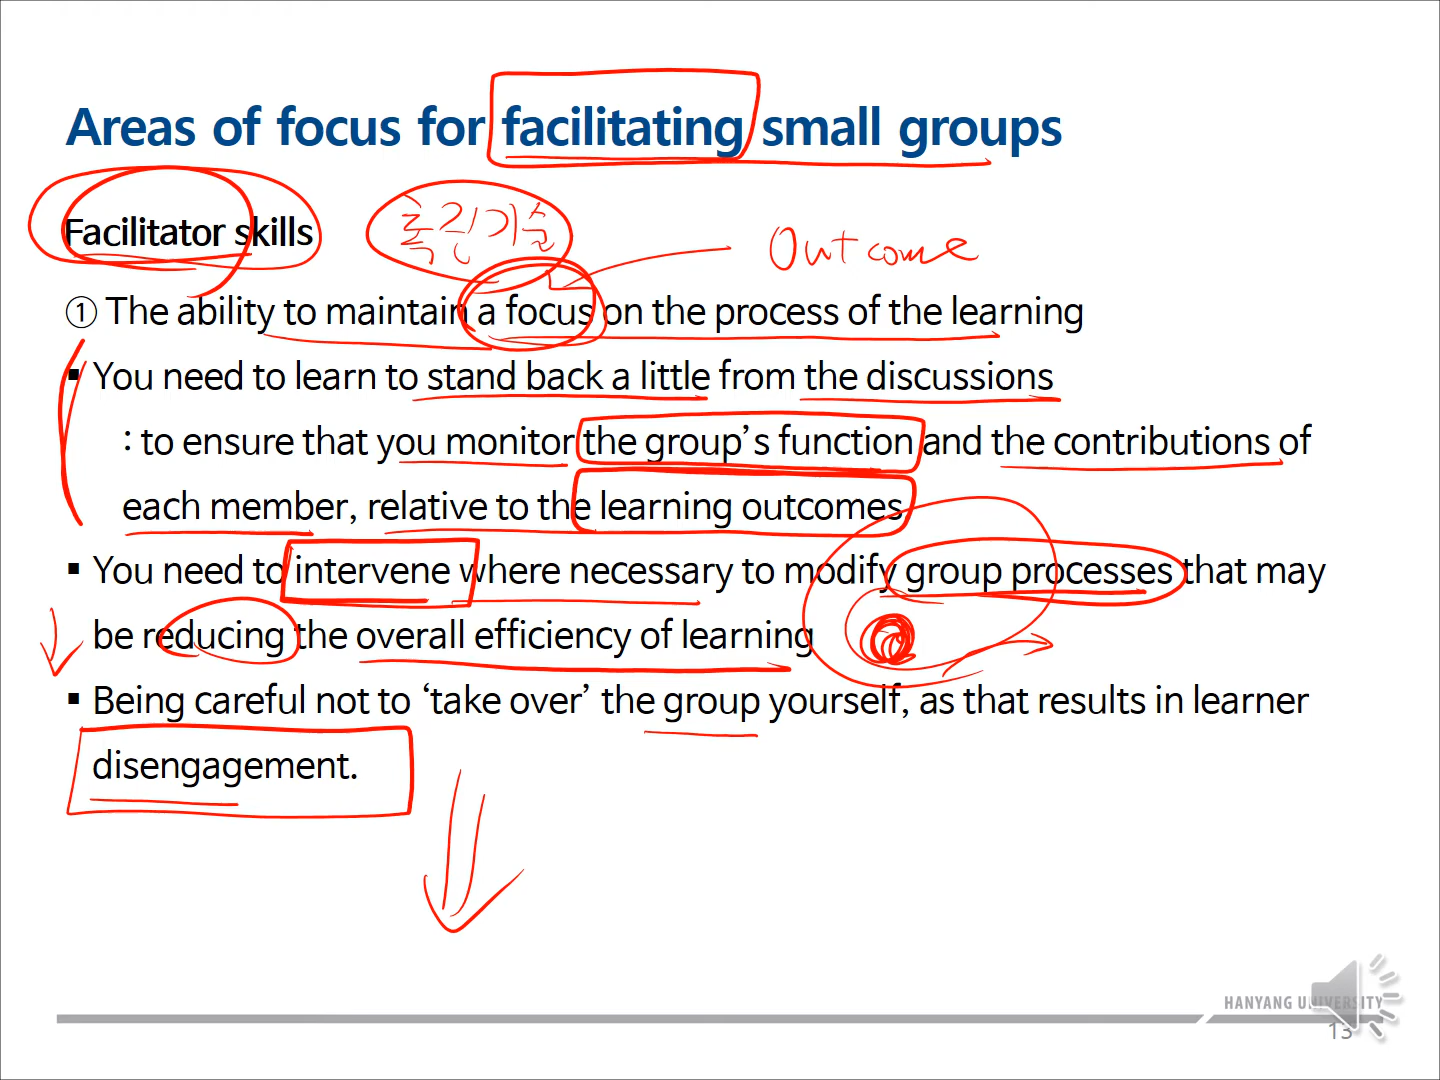 Areas of focus for facilitating small groups
Facilitator skills
촉진기술
Outcome
① The ability to maintain a focus on the process of the learning
▪ You need to learn to stand back a little from the discussions
: to ensure that you monitor the group's function and the contributions of
each member, relative to the learning outcomes
▪ You need to intervene where necessary to modify group processes that may
be reducing the overall efficiency of learning
▪ Being careful not to ‘take over’ the group yourself, as that results in learner
disengagement.
HANYANG UNIVERSITY
13